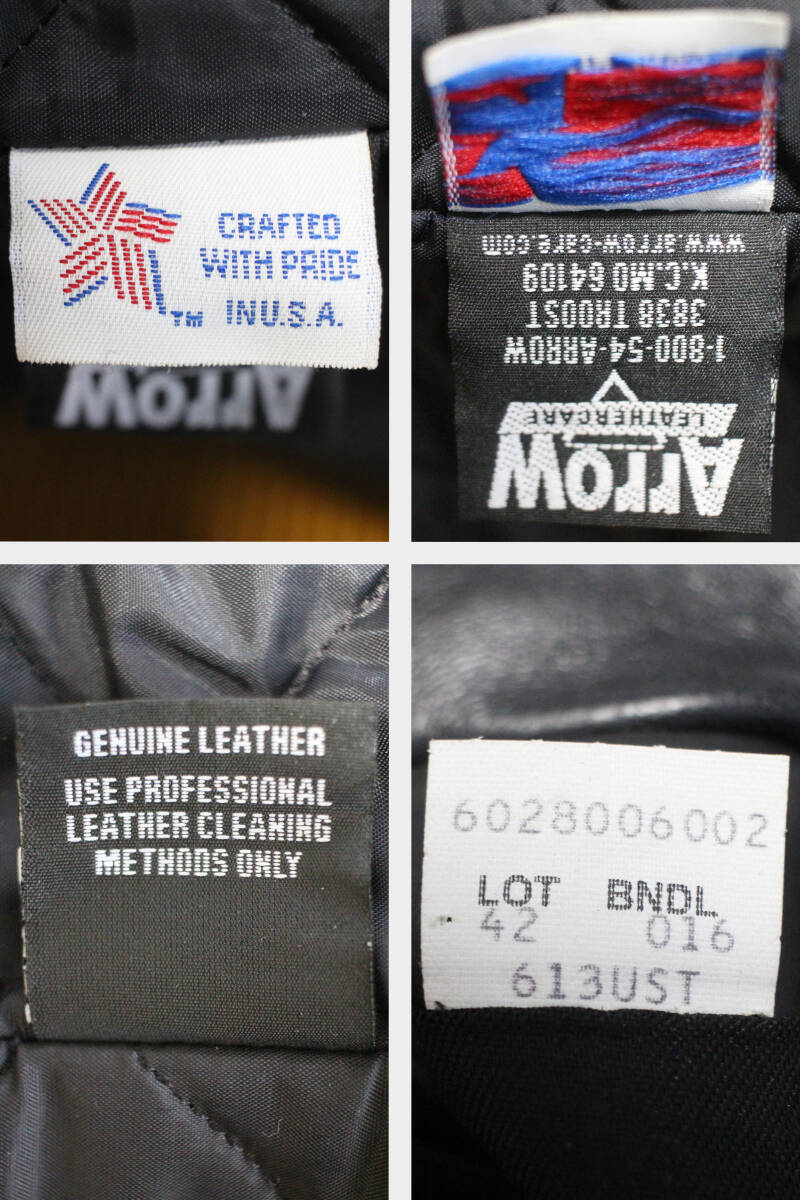 CRAFTED
WITH PRIDE
IN U.S.A.
TM
ArroW
www.arrow-care.com
K.C. MO 64109
3838 TROOST
1-800-54-ARROW
LEATHERCARE
ArroW
GENUINE LEATHER
USE PROFESSIONAL
LEATHER CLEANING
METHODS ONLY
6028006002
LOT BNDL
42 016
613UST